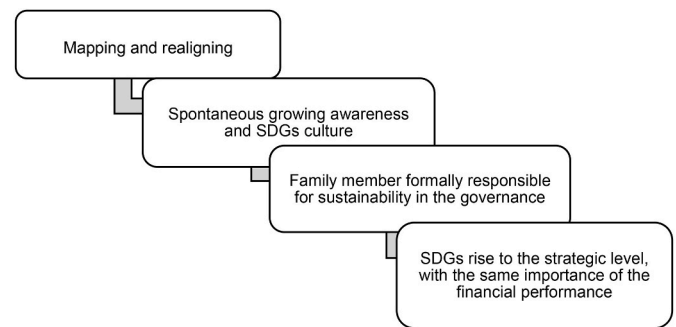 Mapping and realigning
Spontaneous growing awareness
and SDGs culture
Family member formally responsible
for sustainability in the governance
SDGs rise to the strategic level,
with the same importance of the
financial performance